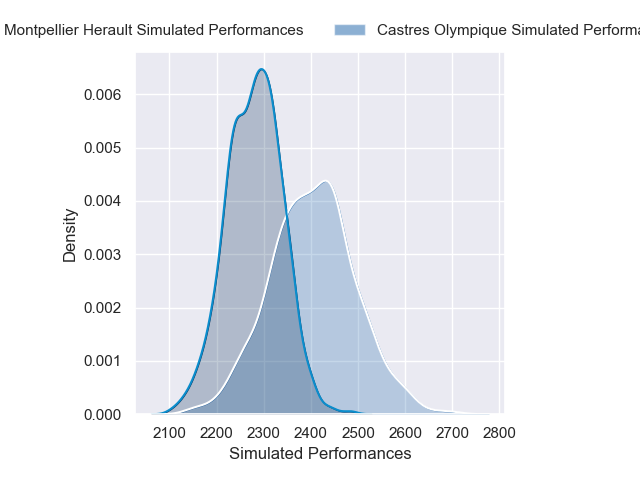 Montpellier Herault Simulated Performances
Castres Olympique Simulated Performa
0.006
0.005
0.004
0.003
0.002
0.001
0.000
Density
2100 2200 2300 2400 2500 2600 2700 2800
Simulated Performances